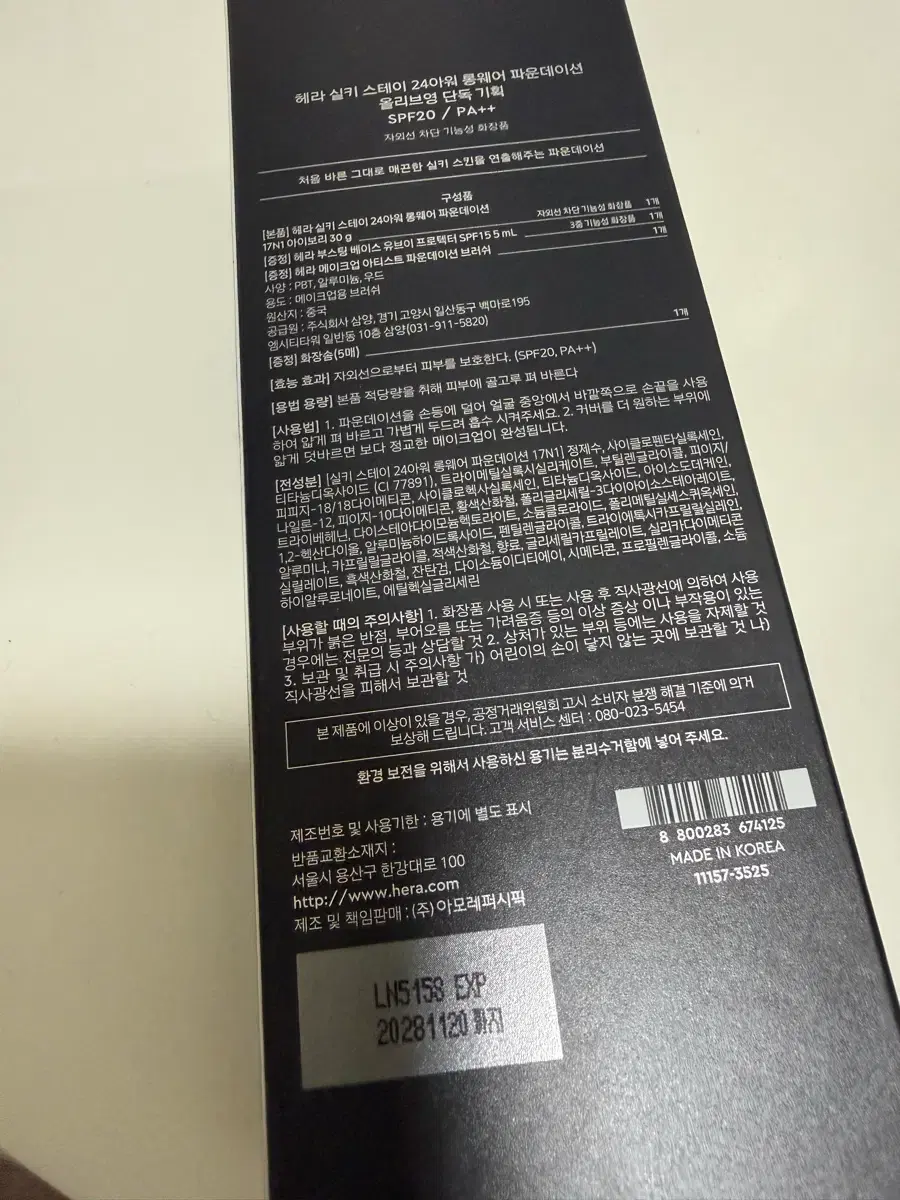 헤라 실키 스테이 24아워 롱웨어 파운데이션
올리브영 단독 기획
SPF20 / PA++
자외선 차단 기능성 화장품
처음 바른 그대로 매끈한 실키 스킨을 연출해주는 파운데이션
구성품
[본품] 헤라 실키 스테이 24아워 롱웨어 파운데이션
17N1 아이보리 30 g 자외선 차단 기능성 화장품 1개
[증정] 헤라 부스팅 베이스 유브이 프로텍터 SPF15 5 mL 3중 기능성 화장품 1개
[증정] 헤라 메이크업 아티스트 파운데이션 브러쉬 1개
사양 : PBT, 알루미늄, 우드
용도 : 메이크업용 브러쉬
원산지 : 중국
공급원 : 주식회사 삼양, 경기 고양시 일산동구 백마로195
엠시티타워 일반동 10층 삼양(031-911-5820)
[증정] 화장솜(5매) 1개
[효능 효과] 자외선으로부터 피부를 보호한다. (SPF20, PA++)
[용법 용량] 본품 적당량을 취해 피부에 골고루 펴 바른다
[사용법] 1. 파운데이션을 손등에 덜어 얼굴 중앙에서 바깥쪽으로 손끝을 사용
하여 얇게 펴 바르고 가볍게 두드려 흡수 시켜주세요. 2. 커버를 더 원하는 부위에
얇게 덧바르면 보다 정교한 메이크업이 완성됩니다.
[전성분] [실키 스테이 24아워 롱웨어 파운데이션 17N1] 정제수, 사이클로펜타실록세인,
티타늄디옥사이드 (CI 77891), 트라이메틸실록시실리케이트, 부틸렌글라이콜, 피이지/
피피지-18/18다이메티콘, 사이클로헥사실록세인, 티타늄디옥사이드, 아이소도데케인,
나일론-12, 피이지-10다이메티콘, 황색산화철, 폴리글리세릴-3다이아이소스테아레이트,
트라이베헤닌, 다이스테아다이모늄헥토라이트, 소듐클로라이드, 폴리메틸실세스퀴옥세인,
1,2-헥산다이올, 알루미늄하이드록사이드, 펜틸렌글라이콜, 트라이에톡시카프릴릴실레인,
알루미나, 카프릴릴글라이콜, 적색산화철, 향료, 글리세릴카프릴레이트, 실리카다이메티콘
실릴레이트, 흑색산화철, 잔탄검, 다이소듐이디티에이, 시메티콘, 프로필렌글라이콜, 소듐
하이알루로네이트, 에틸헥실글리세린
[사용할 때의 주의사항] 1. 화장품 사용 시 또는 사용 후 직사광선에 의하여 사용
부위가 붉은 반점, 부어오름 또는 가려움증 등의 이상 증상 이나 부작용이 있는
경우에는 전문의 등과 상담할 것 2. 상처가 있는 부위 등에는 사용을 자제할 것
3. 보관 및 취급 시 주의사항 가) 어린이의 손이 닿지 않는 곳에 보관할 것 나)
직사광선을 피해서 보관할 것
본 제품에 이상이 있을 경우, 공정거래위원회 고시 소비자 분쟁 해결 기준에 의거
보상해 드립니다. 고객 서비스 센터 : 080-023-5454
환경 보전을 위해서 사용하신 용기는 분리수거함에 넣어 주세요.
제조번호 및 사용기한 : 용기에 별도 표시
반품교환소재지 :
서울시 용산구 한강대로 100
http://www.hera.com
제조 및 책임판매 : (주)아모레퍼시픽
8 800283 674125
MADE IN KOREA
11157-3525
LN5158 EXP
20281120 까지